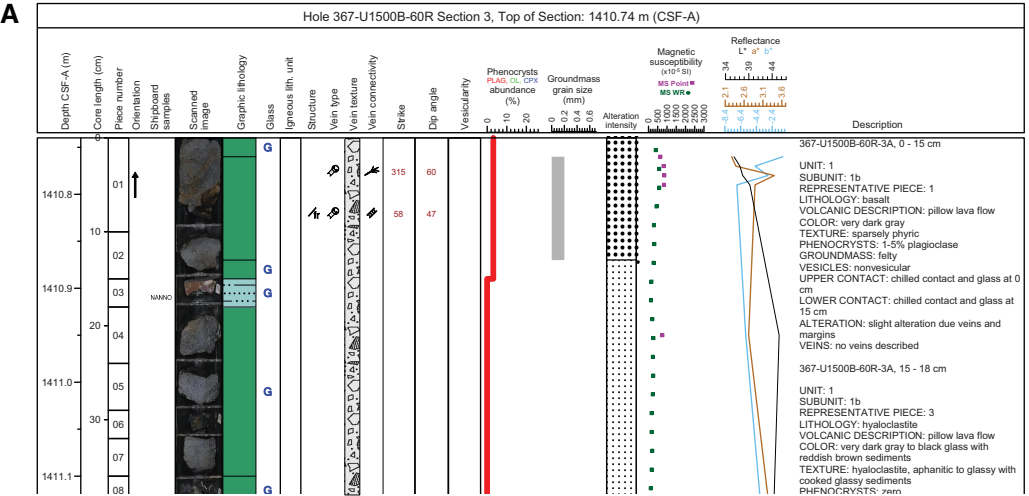 A
Hole 367-U1500B-60R Section 3, Top of Section: 1410.74 m (CSF-A)
Depth CSF-A (m)
Core length (cm)
Piece number
Orientation
Shipboard
samples
Scanned
image
Graphic lithology
Glass
Igneous lith. unit
Structure
Vein type
Vein texture
Vein connectivity
Strike
Dip angle
Vesicularity
Phenocrysts
PLAG, OL, CPX
abundance
(%)
0 10 20
Groundmass
grain size
(mm)
0 0.2 0.4 0.6
Alteration
intensity
Magnetic
susceptibility
(x10⁻⁵ SI)
MS Point
MS WR
0 500 1000 1500 2000 2500 3000
Reflectance
L* a* b*
34 39 44
2.1 2.6 3.1 3.6
-8.4 -6.4 -4.4 -2.4
Description
0
10
20
30
1410.8
1410.9
1411.0
1411.1
01
02
03
04
05
06
07
08
NANNO
G
G
G
G
G
315 60
58 47
367-U1500B-60R-3A, 0 - 15 cm
UNIT: 1
SUBUNIT: 1b
REPRESENTATIVE PIECE: 1
LITHOLOGY: basalt
VOLCANIC DESCRIPTION: pillow lava flow
COLOR: very dark gray
TEXTURE: sparsely phyric
PHENOCRYSTS: 1-5% plagioclase
GROUNDMASS: felty
VESICLES: nonvesicular
UPPER CONTACT: chilled contact and glass at 0
cm
LOWER CONTACT: chilled contact and glass at
15 cm
ALTERATION: slight alteration due veins and
margins
VEINS: no veins described
367-U1500B-60R-3A, 15 - 18 cm
UNIT: 1
SUBUNIT: 1b
REPRESENTATIVE PIECE: 3
LITHOLOGY: hyaloclastite
VOLCANIC DESCRIPTION: pillow lava flow
COLOR: very dark gray to black glass with
reddish brown sediments
TEXTURE: hyaloclastite, aphanitic to glassy with
cooked glassy sediments
PHENOCRYSTS: zero